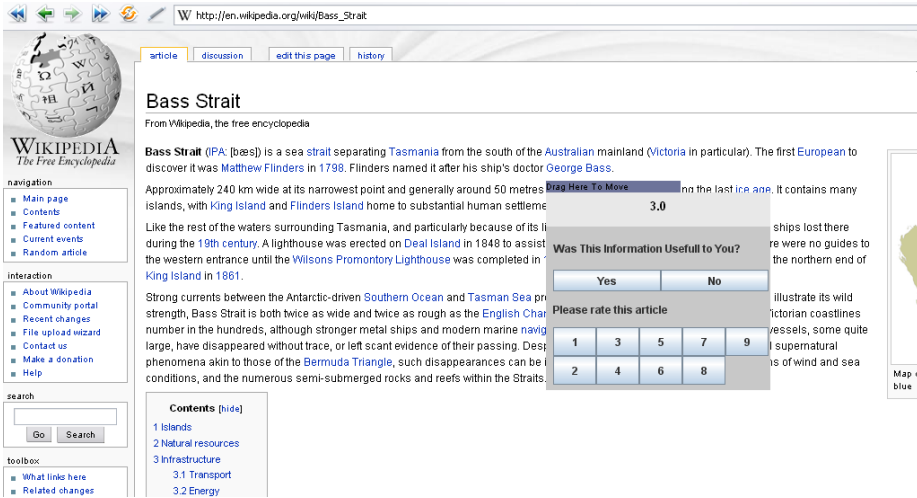 http://en.wikipedia.org/wiki/Bass_Strait
article discussion edit this page history
WIKIPEDIA
The Free Encyclopedia
navigation
Main page
Contents
Featured content
Current events
Random article
interaction
About Wikipedia
Community portal
Recent changes
File upload wizard
Contact us
Make a donation
Help
search
Go Search
toolbox
What links here
Related changes
Bass Strait
From Wikipedia, the free encyclopedia
Bass Strait (IPA: [bæs]) is a sea strait separating Tasmania from the south of the Australian mainland (Victoria in particular). The first European to
discover it was Matthew Flinders in 1798. Flinders named it after his ship's doctor George Bass.
Approximately 240 km wide at its narrowest point and generally around 50 metres ng the last ice age. It contains many
islands, with King Island and Flinders Island home to substantial human settleme
Like the rest of the waters surrounding Tasmania, and particularly because of its li ships lost there
during the 19th century. A lighthouse was erected on Deal Island in 1848 to assist re were no guides to
the western entrance until the Wilsons Promontory Lighthouse was completed in the northern end of
King Island in 1861.
Strong currents between the Antarctic-driven Southern Ocean and Tasman Sea pr illustrate its wild
strength, Bass Strait is both twice as wide and twice as rough as the English Char ictorian coastlines
number in the hundreds, although stronger metal ships and modern marine navig vessels, some quite
large, have disappeared without trace, or left scant evidence of their passing. Desp l supernatural
phenomena akin to those of the Bermuda Triangle, such disappearances can be i ns of wind and sea
conditions, and the numerous semi-submerged rocks and reefs within the Straits.
Drag Here To Move
3.0
Was This Information Usefull to You?
Yes No
Please rate this article
1 3 5 7 9
2 4 6 8
Contents [hide]
1 Islands
2 Natural resources
3 Infrastructure
3.1 Transport
3.2 Energy
Map
blue